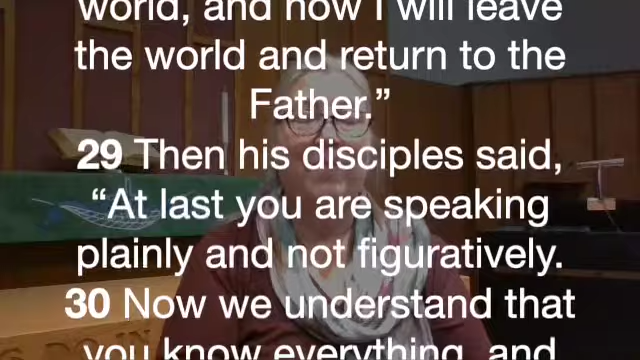 world, and now I will leave
the world and return to the
Father.”
29 Then his disciples said,
“At last you are speaking
plainly and not figuratively.
30 Now we understand that
you know everything, and